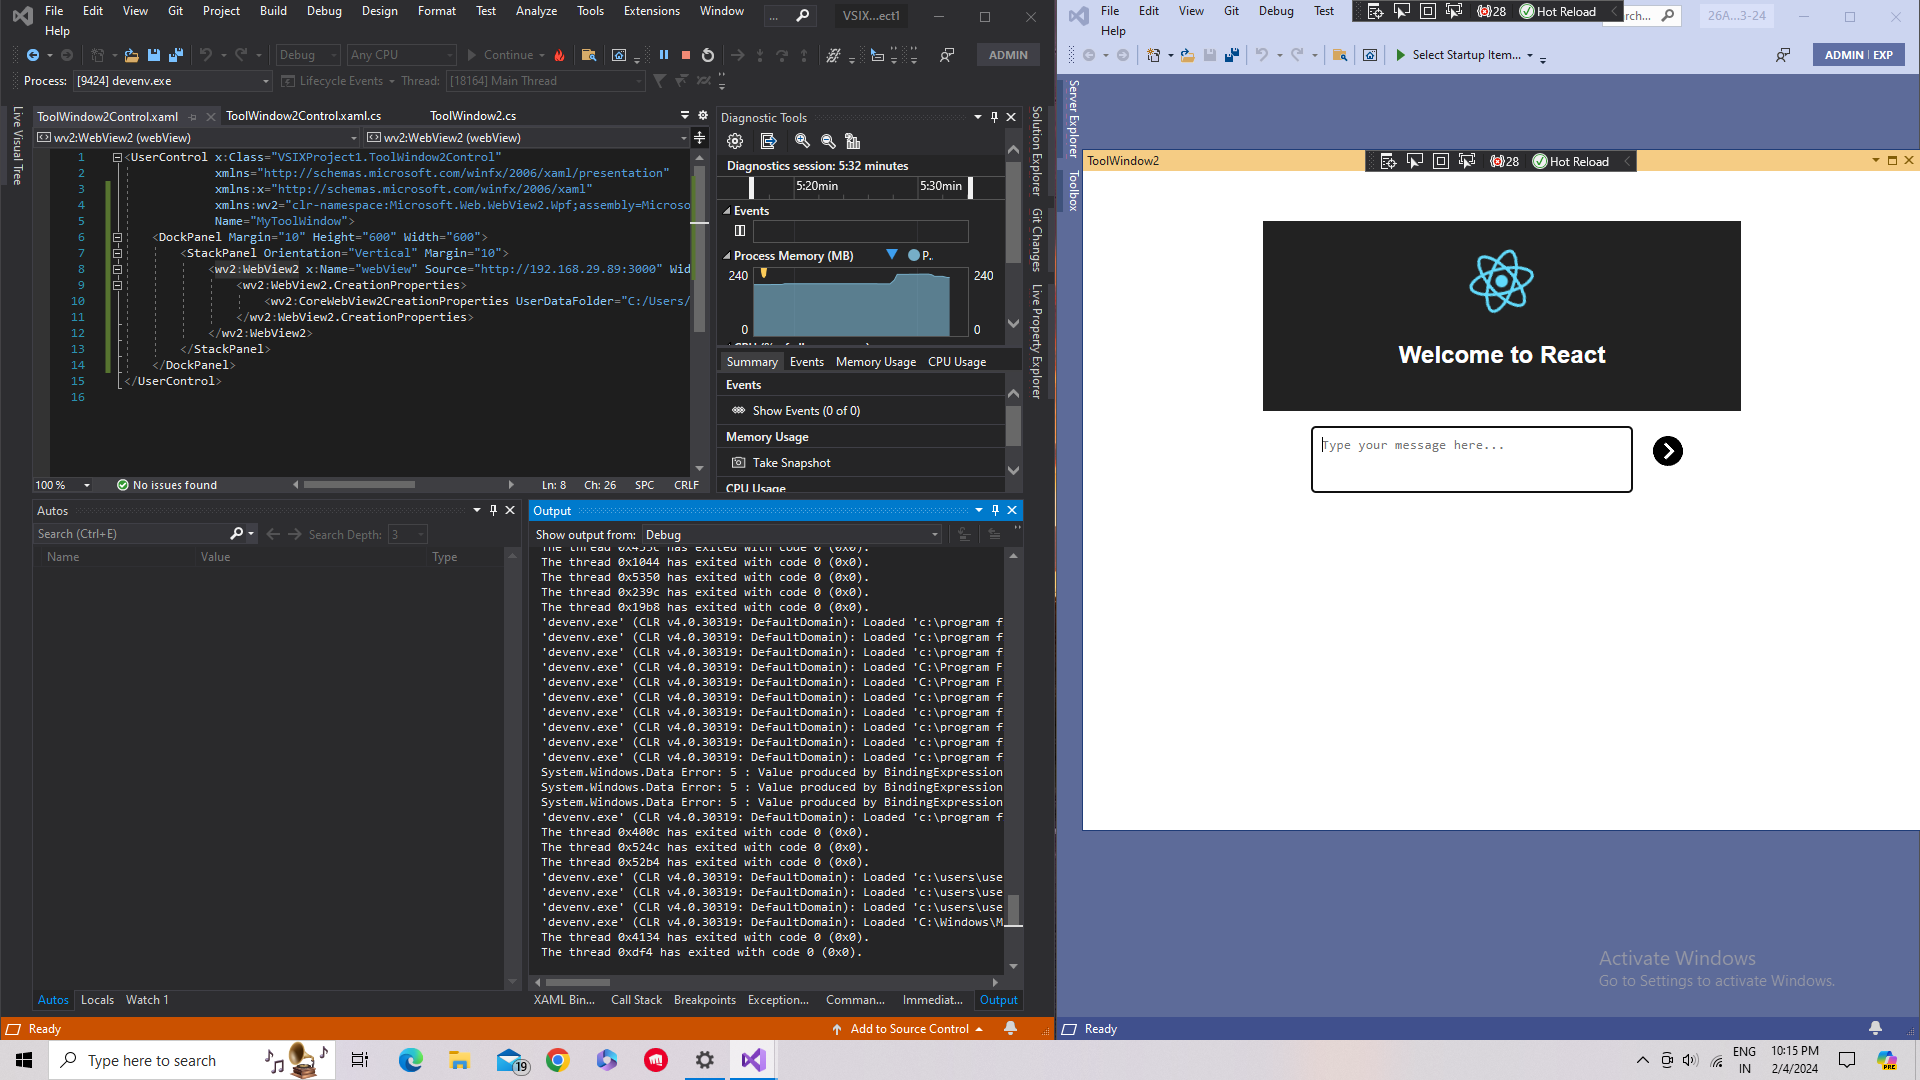 File Edit View Git Project Build Debug Design Format Test Analyze Tools Extensions Window ... VSIX...ect1
Help
Debug Any CPU Continue ADMIN
Process: [9424] devenv.exe Lifecycle Events Thread: [18164] Main Thread
Live Visual Tree
ToolWindow2Control.xaml ToolWindow2Control.xaml.cs ToolWindow2.cs
wv2:WebView2 (webView) wv2:WebView2 (webView)
1 <UserControl x:Class="VSIXProject1.ToolWindow2Control"
2 xmlns="http://schemas.microsoft.com/winfx/2006/xaml/presentation"
3 xmlns:x="http://schemas.microsoft.com/winfx/2006/xaml"
4 xmlns:wv2="clr-namespace:Microsoft.Web.WebView2.Wpf;assembly=Microso
5 Name="MyToolWindow">
6 <DockPanel Margin="10" Height="600" Width="600">
7 <StackPanel Orientation="Vertical" Margin="10">
8 <wv2:WebView2 x:Name="webView" Source="http://192.168.29.89:3000" Wid
9 <wv2:WebView2.CreationProperties>
10 <wv2:CoreWebView2CreationProperties UserDataFolder="C:/Users/
11 </wv2:WebView2.CreationProperties>
12 </wv2:WebView2>
13 </StackPanel>
14 </DockPanel>
15 </UserControl>
16
100 % No issues found Ln: 8 Ch: 26 SPC CRLF
Diagnostic Tools
Diagnostics session: 5:32 minutes
5:20min 5:30min
Events
Process Memory (MB) P..
240 240
0 0
Summary Events Memory Usage CPU Usage
Events
Show Events (0 of 0)
Memory Usage
Take Snapshot
CPU Usage
Solution Explorer
Git Changes
Live Property Explorer
Autos
Search (Ctrl+E) Search Depth: 3
Name Value Type
Autos Locals Watch 1
Output
Show output from: Debug
The thread 0x455c has exited with code 0 (0x0).
The thread 0x1044 has exited with code 0 (0x0).
The thread 0x5350 has exited with code 0 (0x0).
The thread 0x239c has exited with code 0 (0x0).
The thread 0x19b8 has exited with code 0 (0x0).
'devenv.exe' (CLR v4.0.30319: DefaultDomain): Loaded 'c:\program f
'devenv.exe' (CLR v4.0.30319: DefaultDomain): Loaded 'c:\program f
'devenv.exe' (CLR v4.0.30319: DefaultDomain): Loaded 'c:\program f
'devenv.exe' (CLR v4.0.30319: DefaultDomain): Loaded 'C:\Program F
'devenv.exe' (CLR v4.0.30319: DefaultDomain): Loaded 'C:\Program F
'devenv.exe' (CLR v4.0.30319: DefaultDomain): Loaded 'c:\program f
'devenv.exe' (CLR v4.0.30319: DefaultDomain): Loaded 'c:\program f
'devenv.exe' (CLR v4.0.30319: DefaultDomain): Loaded 'c:\program f
'devenv.exe' (CLR v4.0.30319: DefaultDomain): Loaded 'c:\program f
'devenv.exe' (CLR v4.0.30319: DefaultDomain): Loaded 'c:\program f
System.Windows.Data Error: 5 : Value produced by BindingExpression
System.Windows.Data Error: 5 : Value produced by BindingExpression
System.Windows.Data Error: 5 : Value produced by BindingExpression
'devenv.exe' (CLR v4.0.30319: DefaultDomain): Loaded 'c:\program f
The thread 0x400c has exited with code 0 (0x0).
The thread 0x524c has exited with code 0 (0x0).
The thread 0x52b4 has exited with code 0 (0x0).
'devenv.exe' (CLR v4.0.30319: DefaultDomain): Loaded 'c:\users\use
'devenv.exe' (CLR v4.0.30319: DefaultDomain): Loaded 'c:\users\use
'devenv.exe' (CLR v4.0.30319: DefaultDomain): Loaded 'c:\users\use
'devenv.exe' (CLR v4.0.30319: DefaultDomain): Loaded 'C:\Windows\M
The thread 0x4134 has exited with code 0 (0x0).
The thread 0xdf4 has exited with code 0 (0x0).
XAML Bin... Call Stack Breakpoints Exception... Comman... Immediat... Output
Ready Add to Source Control
File Edit View Git Debug Test 28 Hot Reload rch... 26A...3-24
Help
Select Startup Item... ADMIN EXP
Server Explorer
Toolbox
ToolWindow2 28 Hot Reload
Welcome to React
Type your message here...
Activate Windows
Go to Settings to activate Windows.
Ready
Type here to search 19 ENG 10:15 PM
IN 2/4/2024
PRE